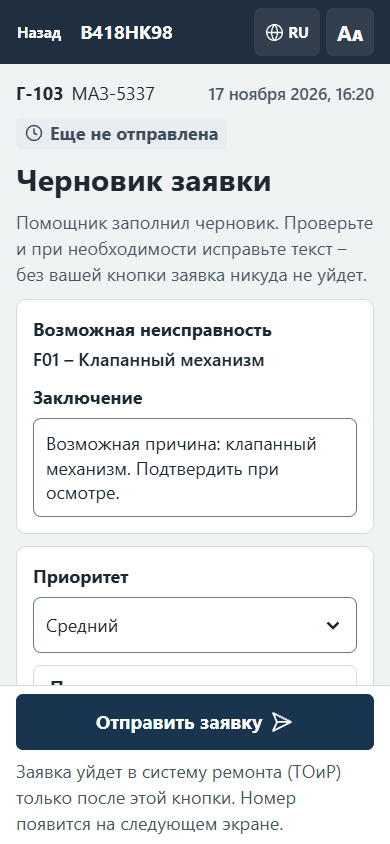 Назад B418HK98 RU Aa
Г-103 МАЗ-5337 17 ноября 2026, 16:20
Еще не отправлена
Черновик заявки
Помощник заполнил черновик. Проверьте
и при необходимости исправьте текст –
без вашей кнопки заявка никуда не уйдет.
Возможная неисправность
F01 – Клапанный механизм
Заключение
Возможная причина: клапанный
механизм. Подтвердить при
осмотре.
Приоритет
Средний
Отправить заявку
Заявка уйдет в систему ремонта (ТОиР)
только после этой кнопки. Номер
появится на следующем экране.